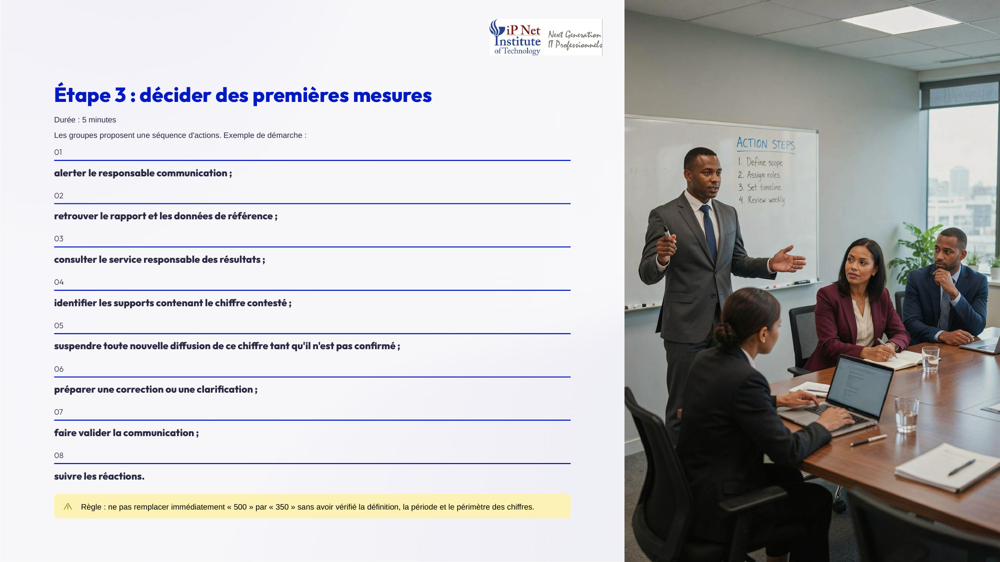 iP Net
Institute
of Technology
Next Generation
IT Professionnels
Étape 3 : décider des premières mesures
Durée : 5 minutes
Les groupes proposent une séquence d'actions. Exemple de démarche :
01
alerter le responsable communication ;
02
retrouver le rapport et les données de référence ;
03
consulter le service responsable des résultats ;
04
identifier les supports contenant le chiffre contesté ;
05
suspendre toute nouvelle diffusion de ce chiffre tant qu'il n'est pas confirmé ;
06
préparer une correction ou une clarification ;
07
faire valider la communication ;
08
suivre les réactions.
Règle : ne pas remplacer immédiatement « 500 » par « 350 » sans avoir vérifié la définition, la période et le périmètre des chiffres.
ACTION STEPS
1. Define scope
2. Assign roles
3. Set timeline
4. Review weekly